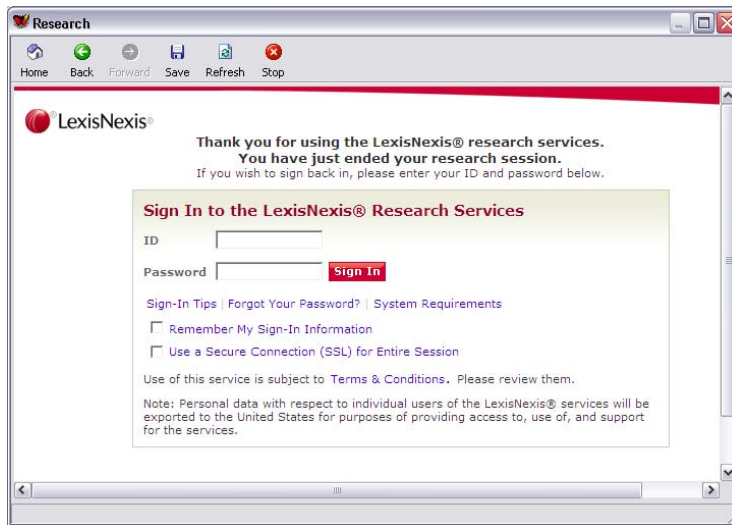 Research
Home Back Forward Save Refresh Stop
LexisNexis®
Thank you for using the LexisNexis® research services.
You have just ended your research session.
If you wish to sign back in, please enter your ID and password below.
Sign In to the LexisNexis® Research Services
ID
Password Sign In
Sign-In Tips | Forgot Your Password? | System Requirements
Remember My Sign-In Information
Use a Secure Connection (SSL) for Entire Session
Use of this service is subject to Terms & Conditions. Please review them.
Note: Personal data with respect to individual users of the LexisNexis® services will be
exported to the United States for purposes of providing access to, use of, and support
for the services.